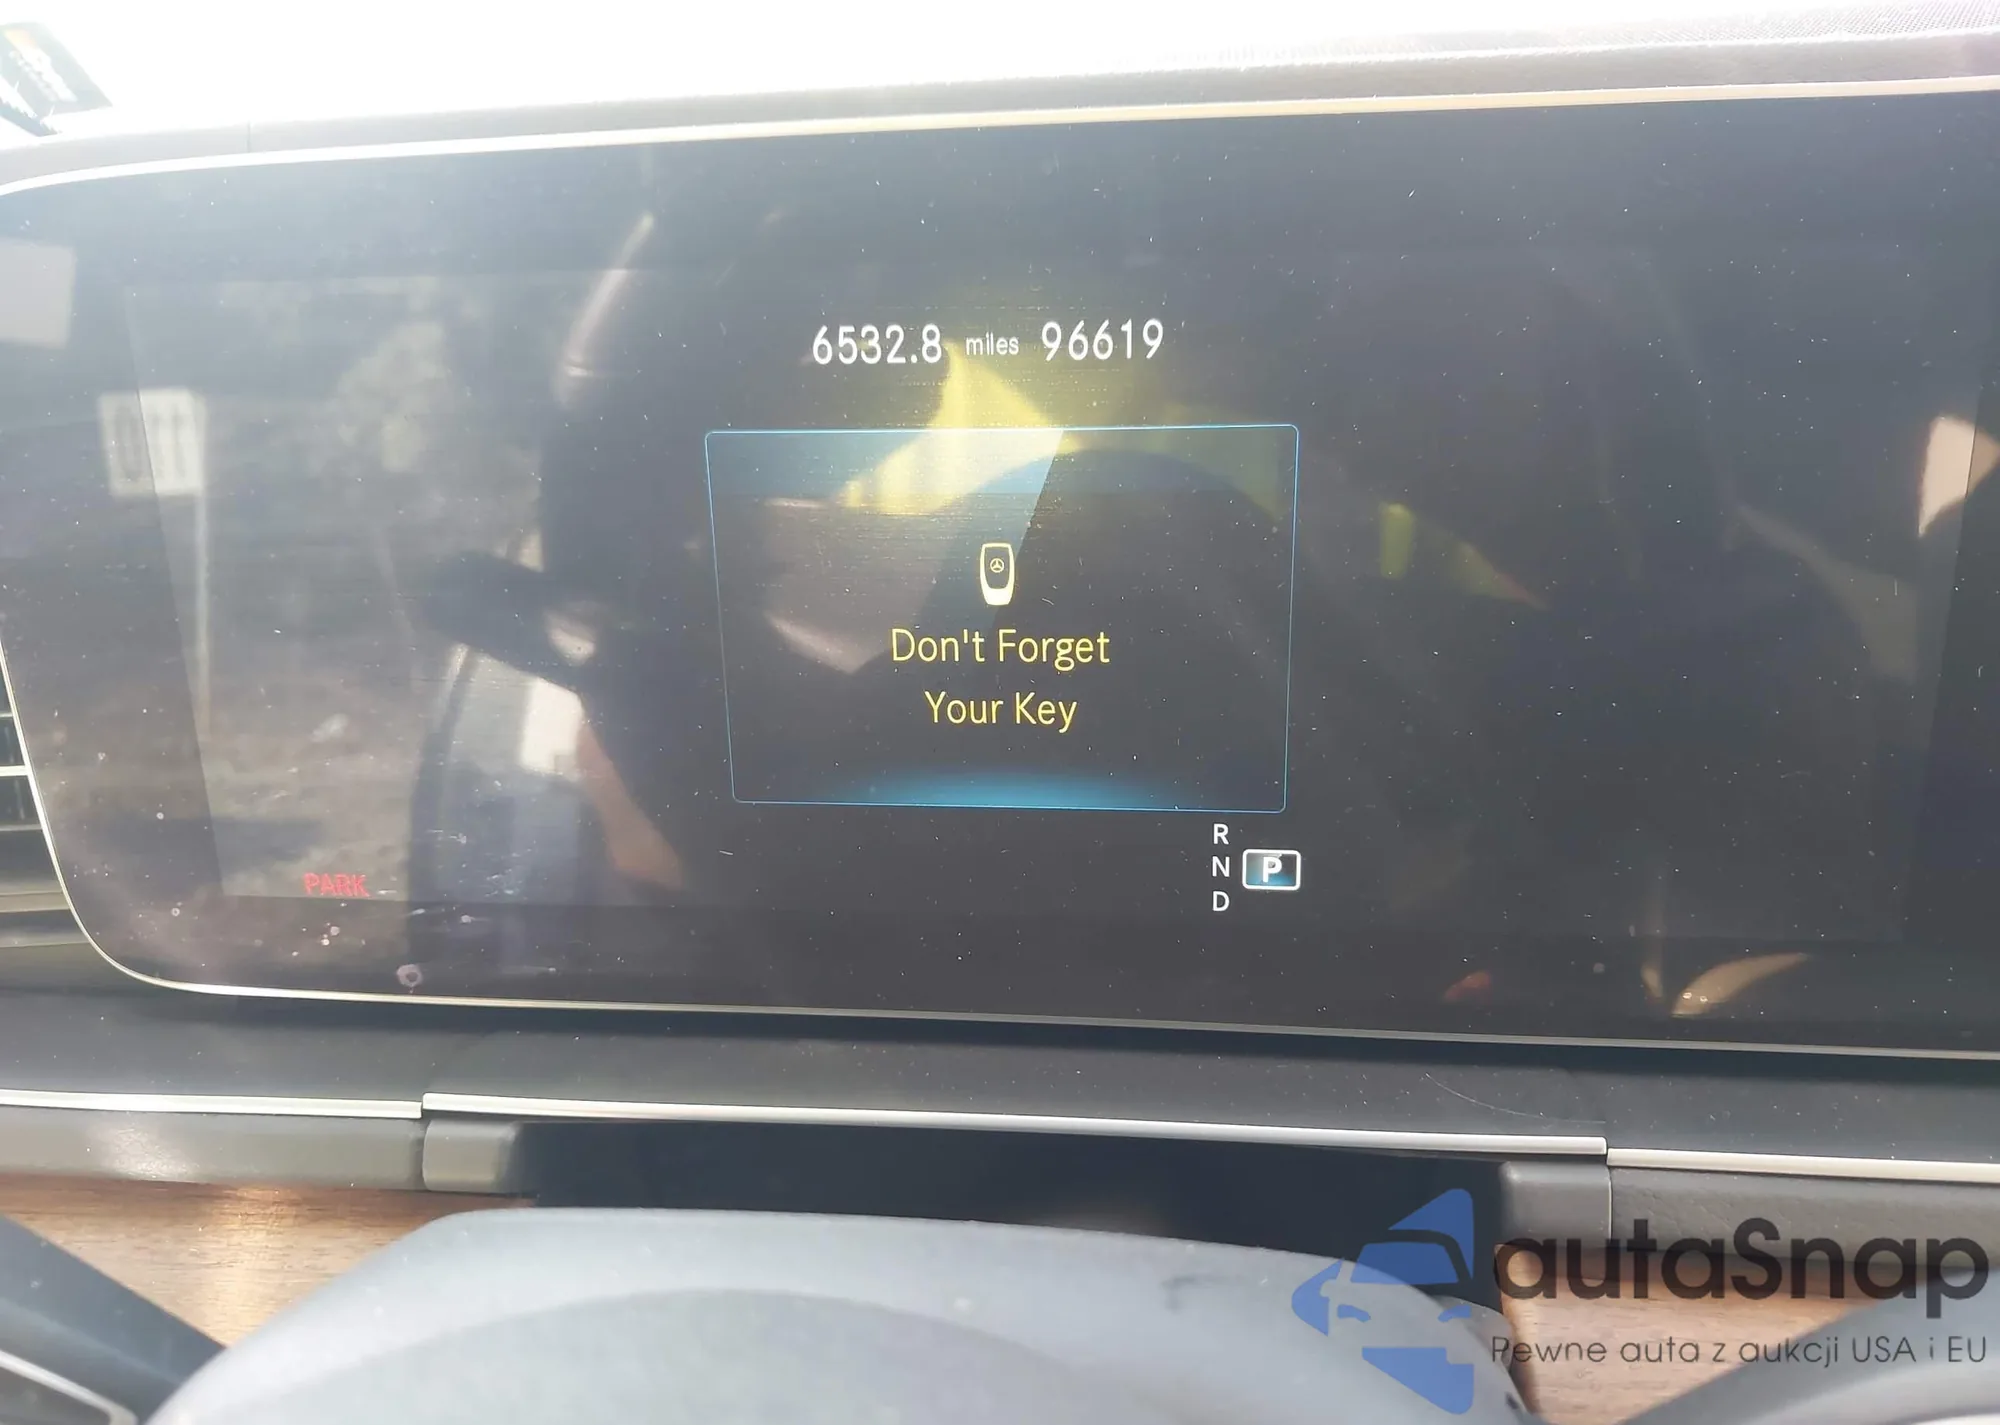 6532.8 miles 96619
Don't Forget
Your Key
R
N P
D
PARK
autaSnap
Pewne auta z aukcji USA i EU